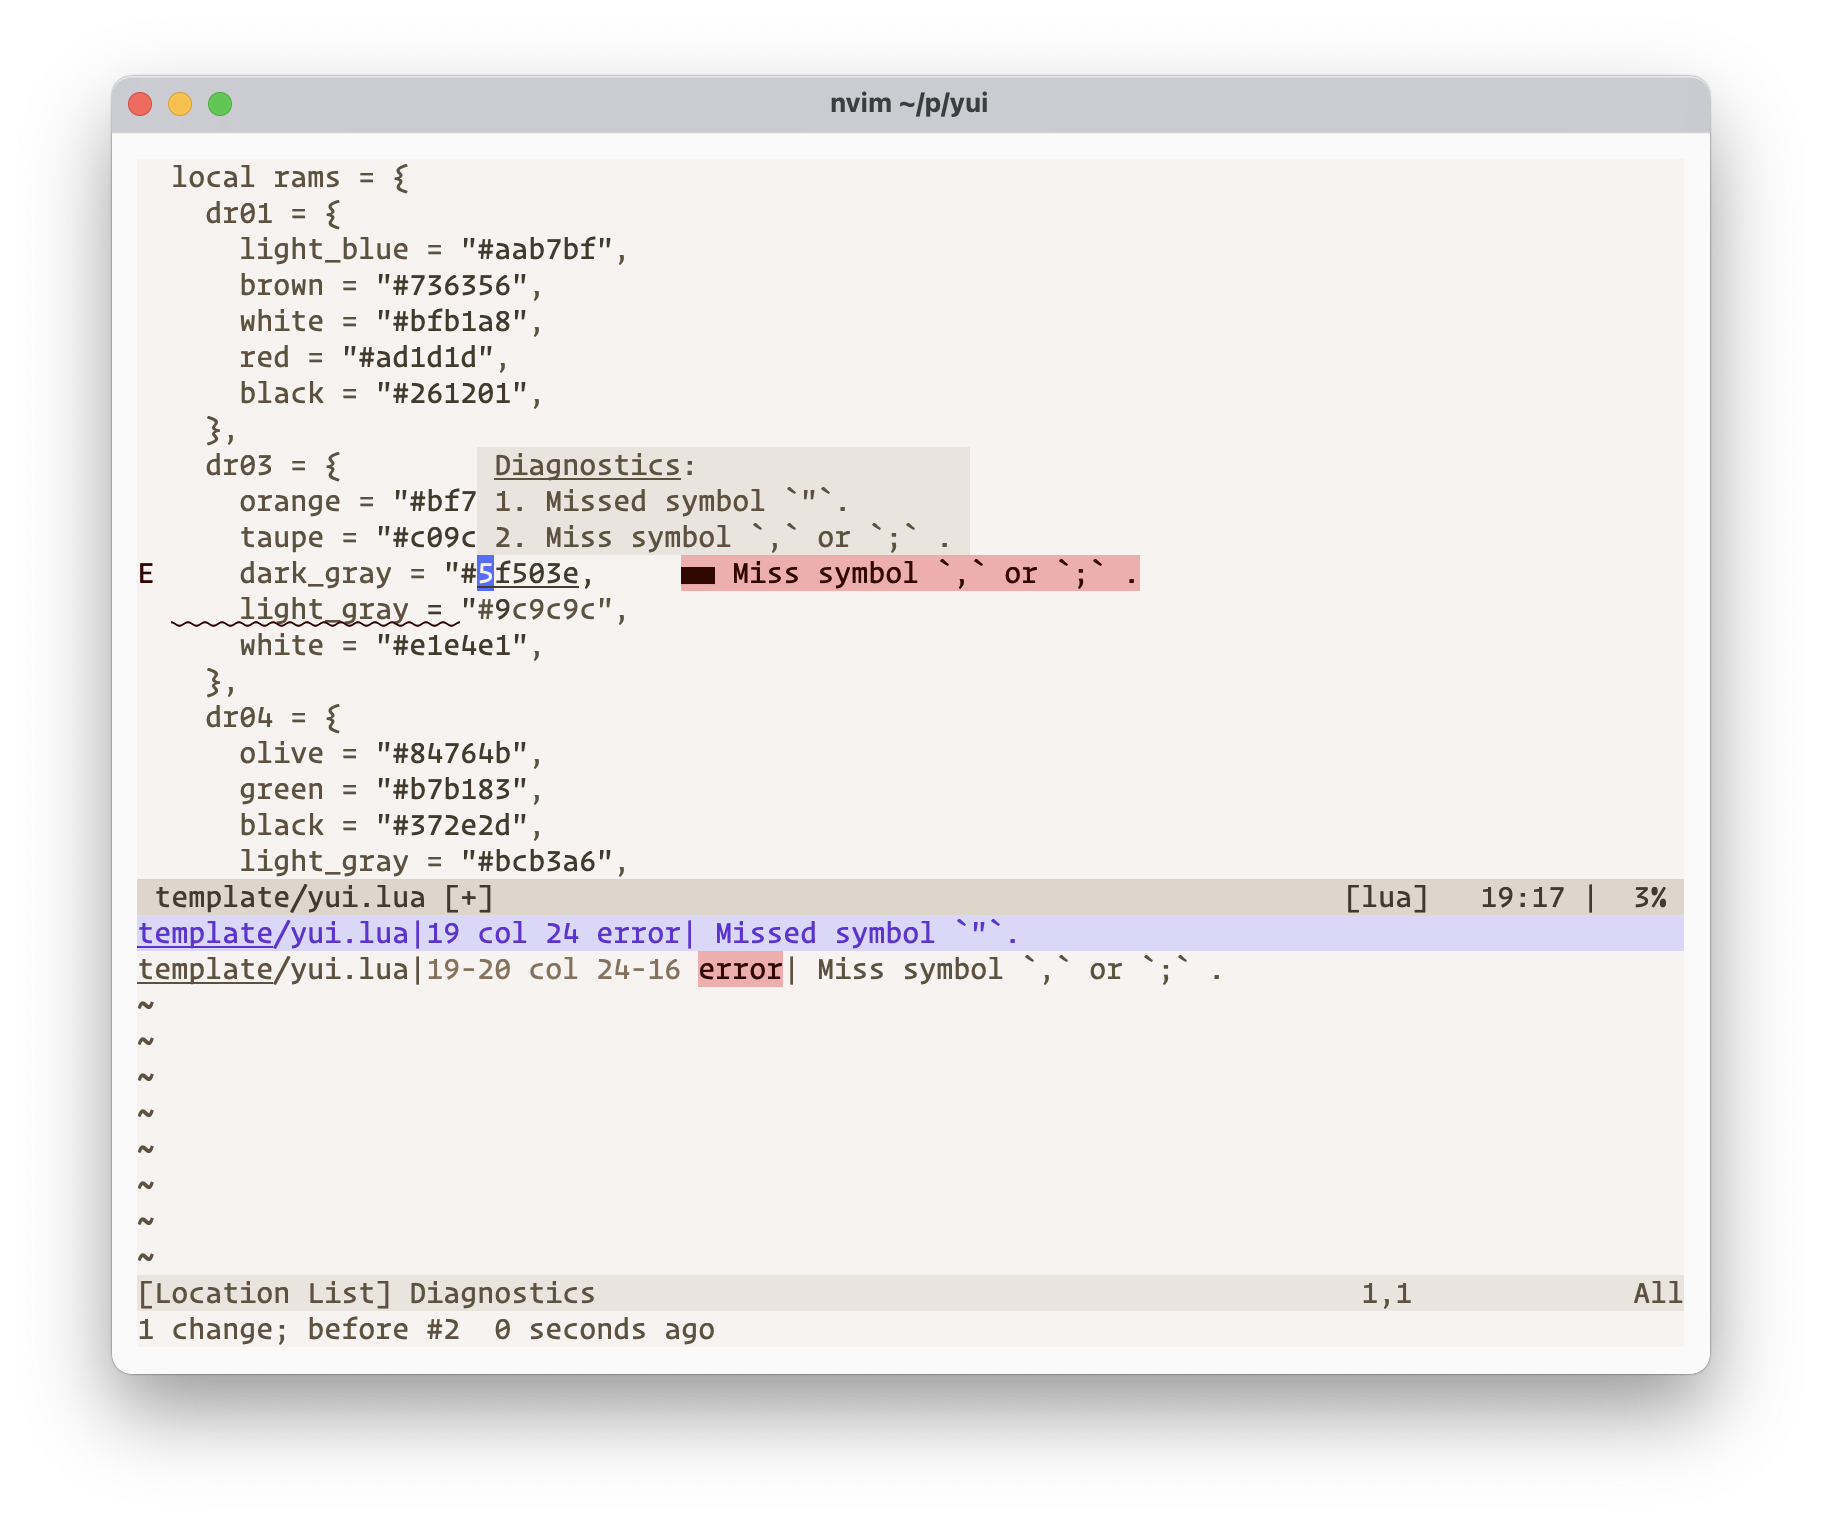 nvim ~/p/yui
local rams = {
dr01 = {
light_blue = "#aab7bf",
brown = "#736356",
white = "#bfb1a8",
red = "#ad1d1d",
black = "#261201",
},
dr03 = {
Diagnostics:
orange = "#bf7
1. Missed symbol `"`.
taupe = "#c09c
2. Miss symbol `,` or `;` .
E dark_gray = "#5f503e, ■■ Miss symbol `,` or `;` .
light_gray = "#9c9c9c",
white = "#e1e4e1",
},
dr04 = {
olive = "#84764b",
green = "#b7b183",
black = "#372e2d",
light_gray = "#bcb3a6",
template/yui.lua [+] [lua] 19:17 | 3%
template/yui.lua|19 col 24 error| Missed symbol `"`.
template/yui.lua|19-20 col 24-16 error| Miss symbol `,` or `;` .
~
~
~
~
~
~
~
~
[Location List] Diagnostics 1,1 All
1 change; before #2 0 seconds ago